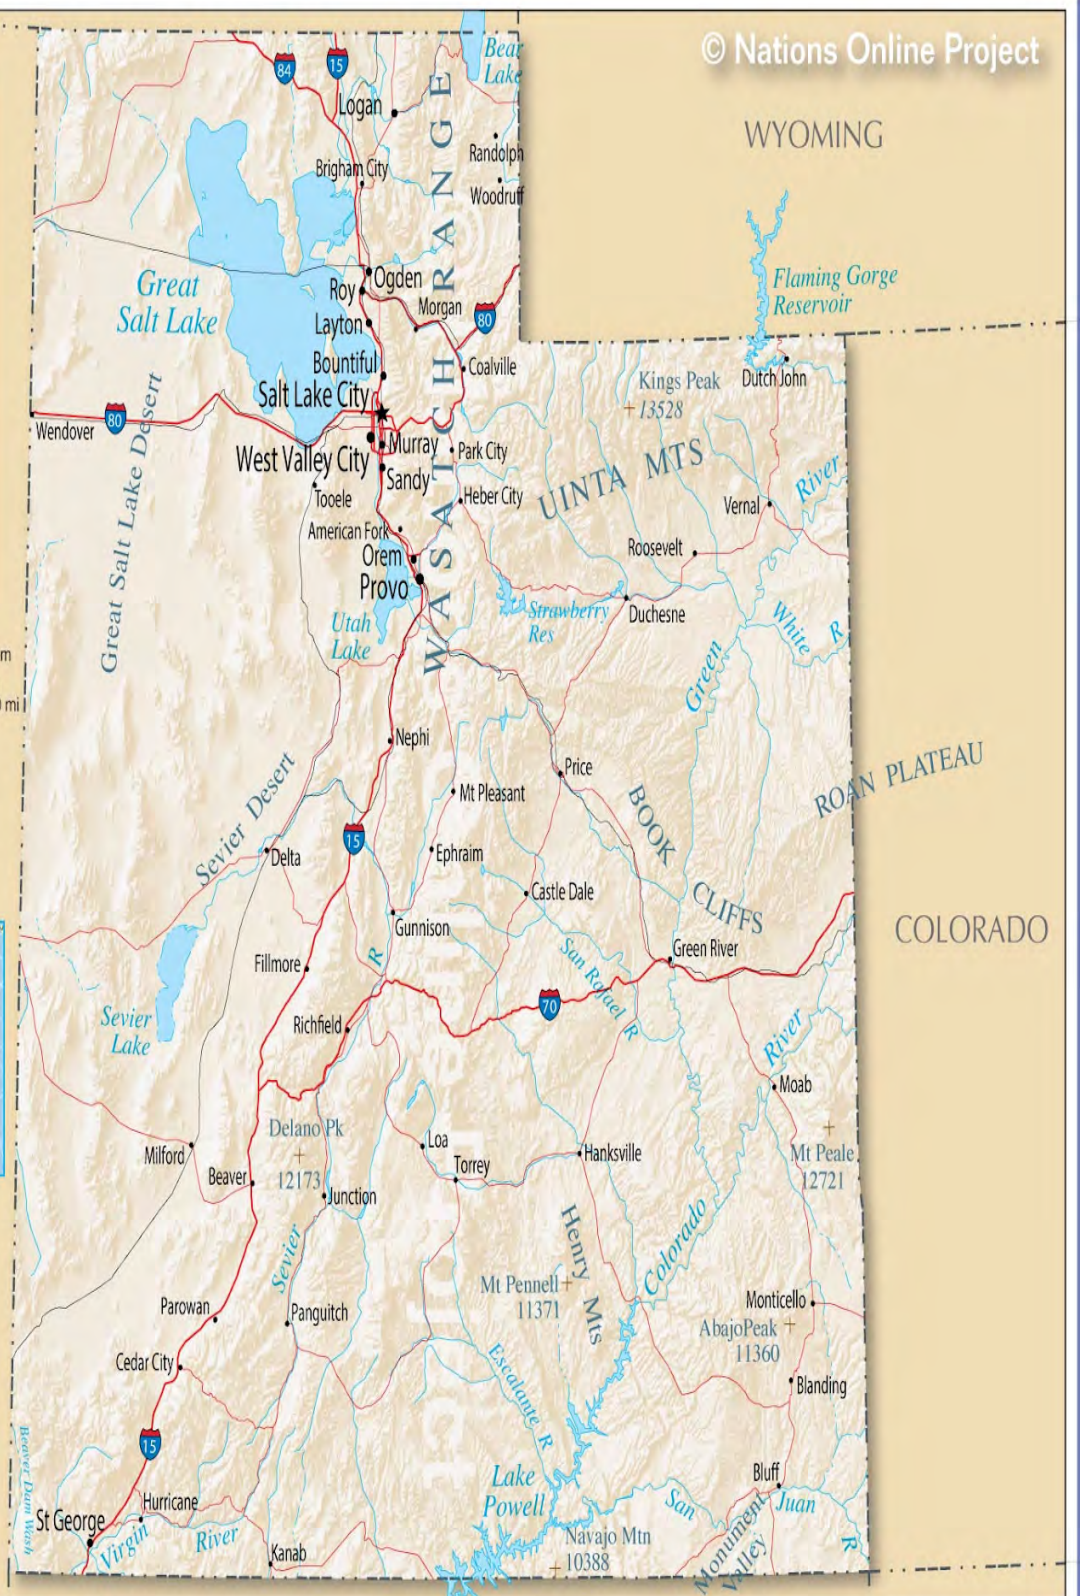 © Nations Online Project
84
15
Bear
Lake
Logan
WYOMING
Randolph
Brigham City
Woodruff
WASATCH RANGE
Great
Salt Lake
Ogden
Roy
Morgan
Flaming Gorge
Reservoir
Layton
80
Bountiful
Coalville
Salt Lake City
Kings Peak
13528
Dutch John
80
Wendover
Great Salt Lake Desert
Murray
Park City
West Valley City
Sandy
UINTA MTS
River
Tooele
Heber City
Vernal
American Fork
Orem
Roosevelt
Provo
Strawberry
Res
Duchesne
White R
Utah
Lake
m
mi
Green
Nephi
Price
ROAN PLATEAU
Sevier Desert
Mt Pleasant
BOOK
CLIFFS
15
Delta
Ephraim
Castle Dale
Gunnison
COLORADO
R
Fillmore
San Rafael R
Green River
70
Sevier
Lake
Richfield
River
Moab
Delano Pk
12173
Milford
Loa
Hanksville
Mt Peale
12721
Beaver
Torrey
Junction
Sevier
Henry Mts
Colorado
Mt Pennell
11371
Parowan
Panguitch
Monticello
AbajoPeak
11360
Cedar City
Escalante R
Blanding
15
Beaver Dam Wash
Lake
Powell
Bluff
San
Juan
R
St George
Hurricane
Virgin
River
Navajo Mtn
10388
Monument
Valley
Kanab